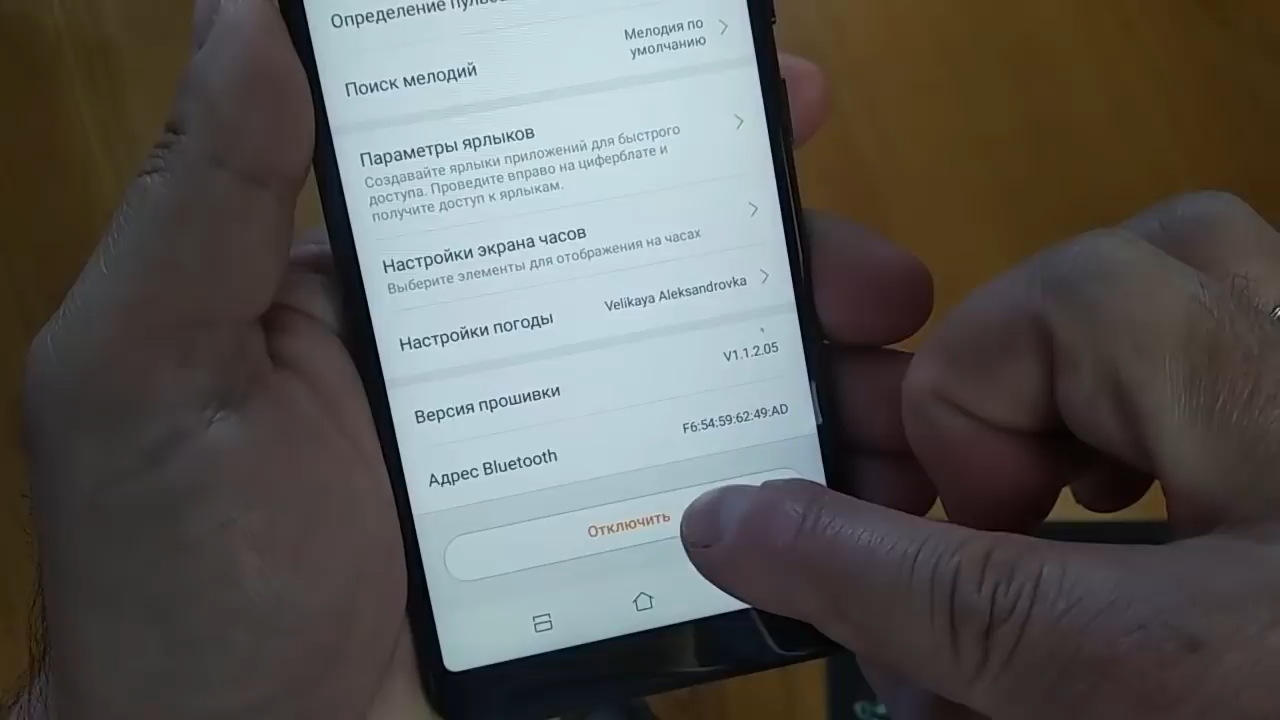 Определение
Мелодия по
умолчанию
Поиск мелодий
Параметры ярлыков
Создавайте ярлыки приложений для быстрого
доступа. Проведите вправо на циферблате и
получите доступ к ярлыкам.
Настройки экрана часов
Выберите элементы для отображения на часах
Настройки погоды
Velikaya Aleksandrovka
Версия прошивки
V1.1.2.05
Адрес Bluetooth
F6:54:59:62:49:AD
Отключить